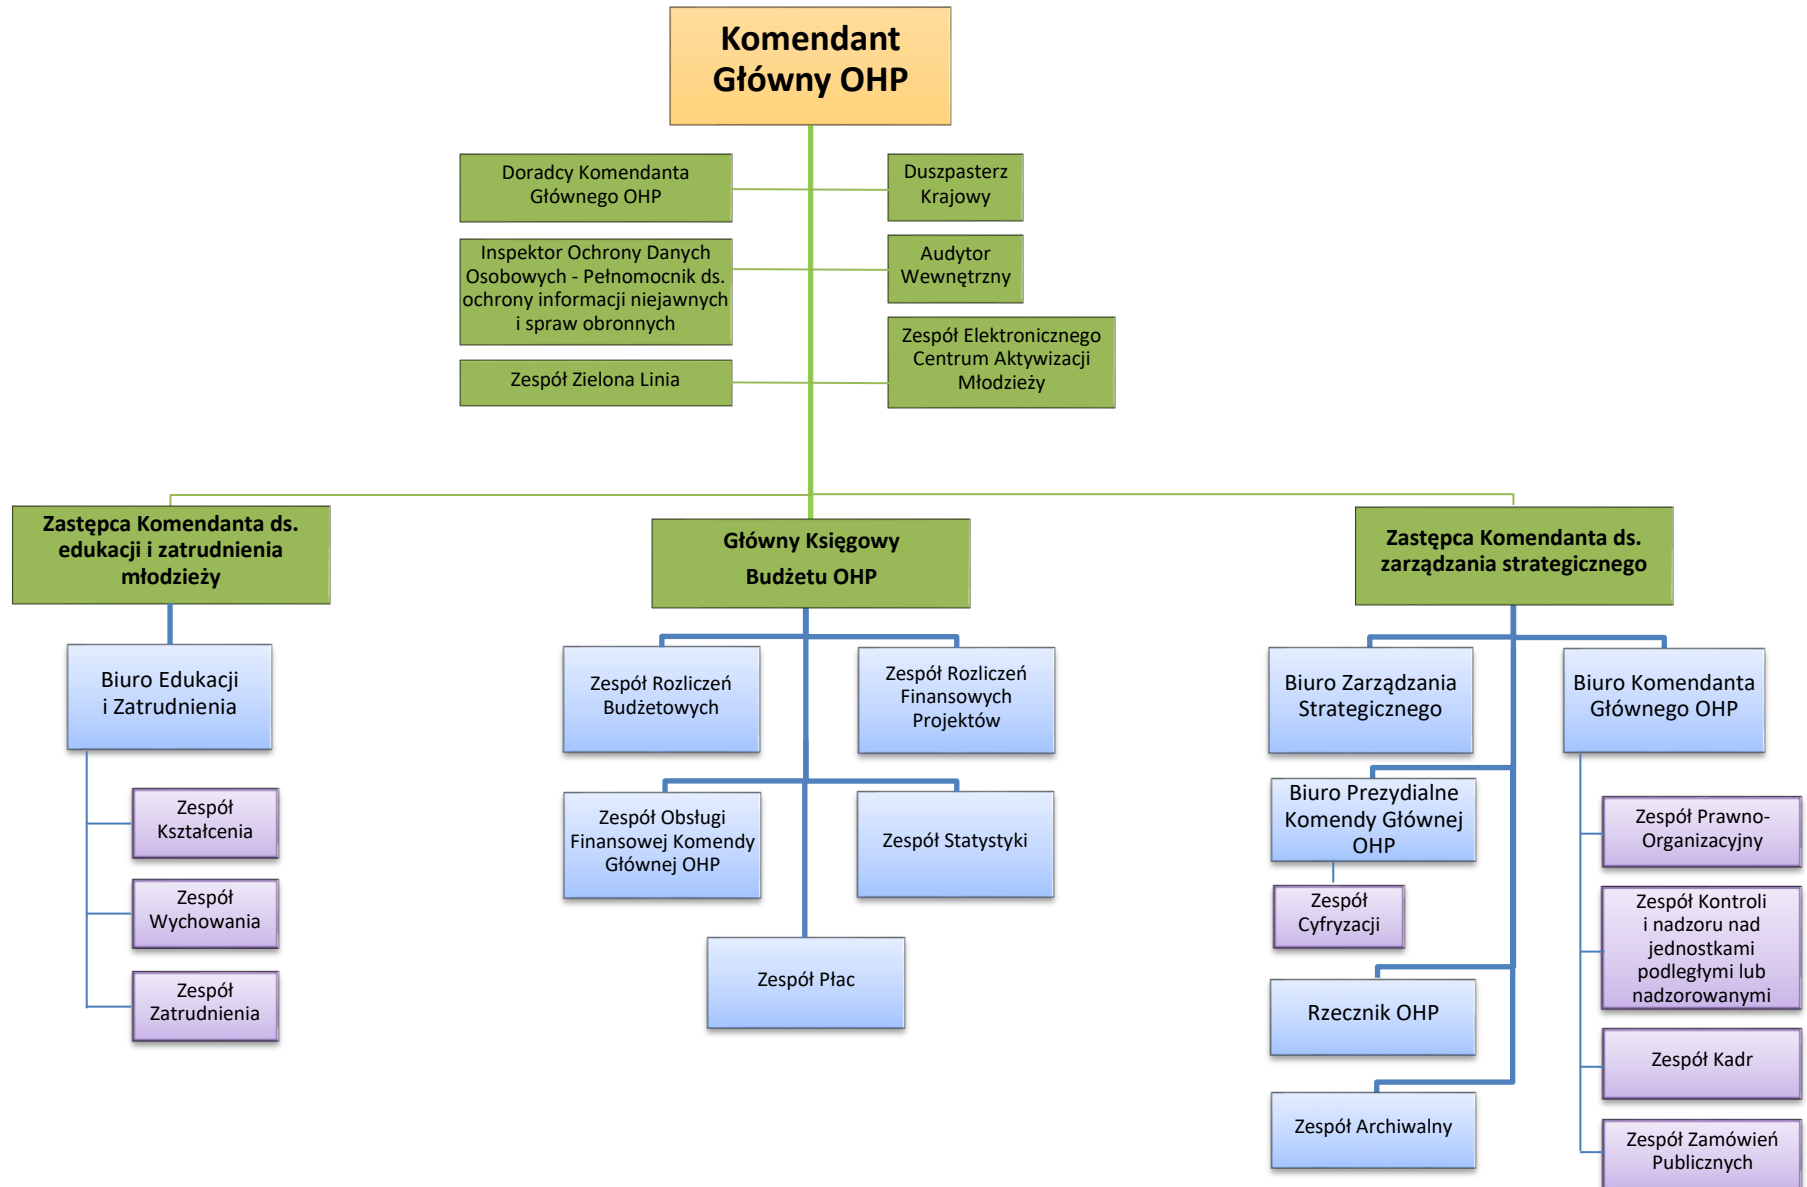 Komendant
Główny OHP
Doradcy Komendanta
Głównego OHP
Duszpasterz
Krajowy
Inspektor Ochrony Danych
Osobowych - Pełnomocnik ds.
ochrony informacji niejawnych
i spraw obronnych
Audytor
Wewnętrzny
Zespół Zielona Linia
Zespół Elektronicznego
Centrum Aktywizacji
Młodzieży
Zastępca Komendanta ds.
edukacji i zatrudnienia
młodzieży
Biuro Edukacji
i Zatrudnienia
Zespół
Kształcenia
Zespół
Wychowania
Zespół
Zatrudnienia
Główny Księgowy
Budżetu OHP
Zespół Rozliczeń
Budżetowych
Zespół Rozliczeń
Finansowych
Projektów
Zespół Obsługi
Finansowej Komendy
Głównej OHP
Zespół Statystyki
Zespół Płac
Zastępca Komendanta ds.
zarządzania strategicznego
Biuro Zarządzania
Strategicznego
Biuro Prezydialne
Komendy Głównej
OHP
Zespół
Cyfryzacji
Rzecznik OHP
Zespół Archiwalny
Biuro Komendanta
Głównego OHP
Zespół Prawno-
Organizacyjny
Zespół Kontroli
i nadzoru nad
jednostkami
podległymi lub
nadzorowanymi
Zespół Kadr
Zespół Zamówień
Publicznych